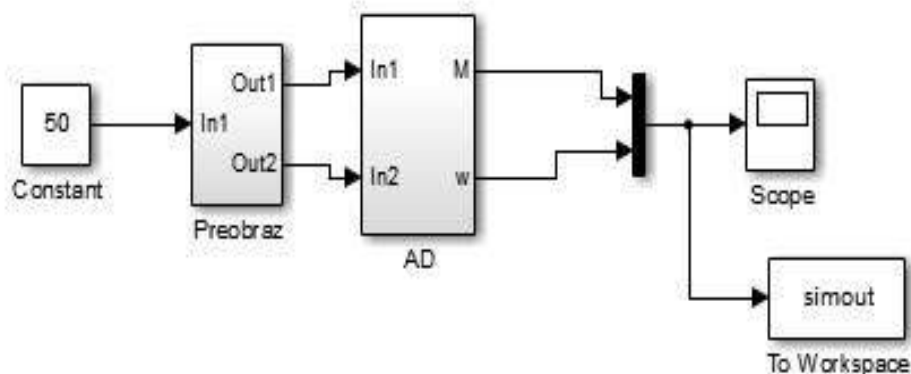 50
Constant
In1
Out1
Out2
Preobraz
In1
In2
M
w
AD
Scope
simout
To Workspace